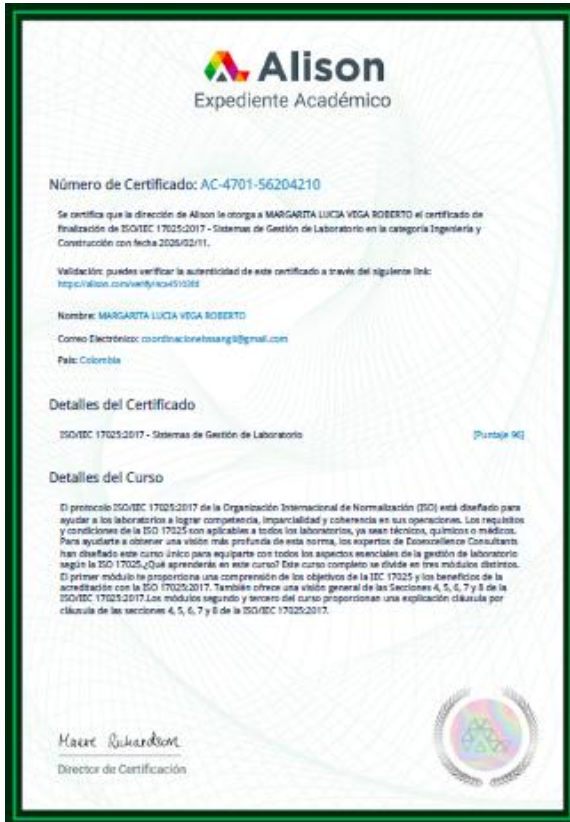 Alison
Expediente Académico
Número de Certificado: AC-4701-56204210
Se certifica que la dirección de Alison le otorga a MARGARITA LUCIA VEGA ROBERTO el certificado de
finalización de ISO/IEC 17025:2017 - Sistemas de Gestión de Laboratorio en la categoría Ingeniería y
Construcción con fecha 2026/02/11.
Validación: puedes verificar la autenticidad de este certificado a través del siguiente link:
https://alison.com/verify/
Nombre: MARGARITA LUCIA VEGA ROBERTO
Correo Electrónico:
País: Colombia
Detalles del Certificado
ISO/IEC 17025:2017 - Sistemas de Gestión de Laboratorio [Puntaje 96]
Detalles del Curso
El protocolo ISO/IEC 17025:2017 de la Organización Internacional de Normalización (ISO) está diseñado para
ayudar a los laboratorios a lograr competencia, imparcialidad y coherencia en sus operaciones. Los requisitos
y condiciones de la ISO 17025 son aplicables a todos los laboratorios, ya sean técnicos, químicos o médicos.
Para ayudarte a obtener una visión más profunda de esta norma, los expertos de Ecoexcellence Consultants
han diseñado este curso único para equiparte con todos los aspectos esenciales de la gestión de laboratorio
según la ISO 17025.¿Qué aprenderás en este curso? Este curso completo se divide en tres módulos distintos.
El primer módulo te proporciona una comprensión de los objetivos de la IEC 17025 y los beneficios de la
acreditación con la ISO 17025:2017. También ofrece una visión general de las Secciones 4, 5, 6, 7 y 8 de la
ISO/IEC 17025:2017.Los módulos segundo y tercero del curso proporcionan una explicación cláusula por
cláusula de las secciones 4, 5, 6, 7 y 8 de la ISO/IEC 17025:2017.
Maeve Richardson
Director de Certificación